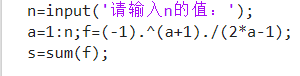 n=input('请输入n的值：');
a=1:n;f=(-1).^(a+1)./(2*a-1);
s=sum(f);